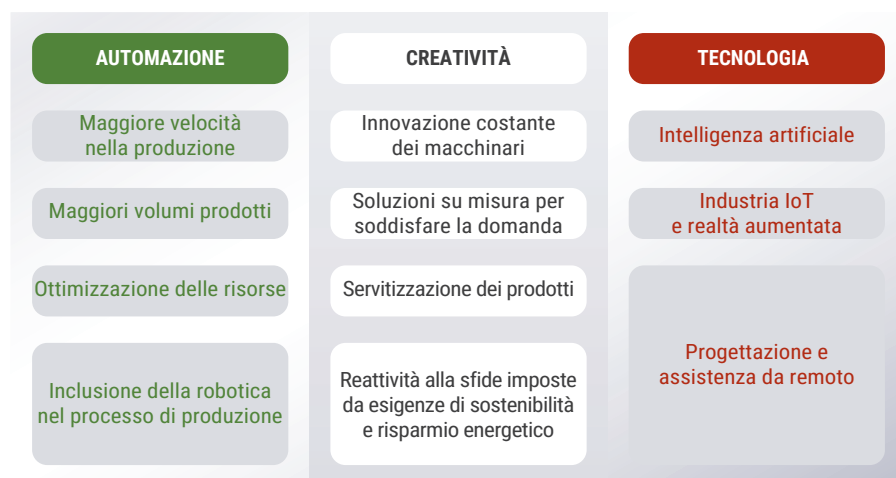 AUTOMAZIONE
Maggiore velocità
nella produzione
Maggiori volumi prodotti
Ottimizzazione delle risorse
Inclusione della robotica
nel processo di produzione
CREATIVITÀ
Innovazione costante
dei macchinari
Soluzioni su misura per
soddisfare la domanda
Servitizzazione dei prodotti
Reattività alla sfide imposte
da esigenze di sostenibilità
e risparmio energetico
TECNOLOGIA
Intelligenza artificiale
Industria IoT
e realtà aumentata
Progettazione e
assistenza da remoto